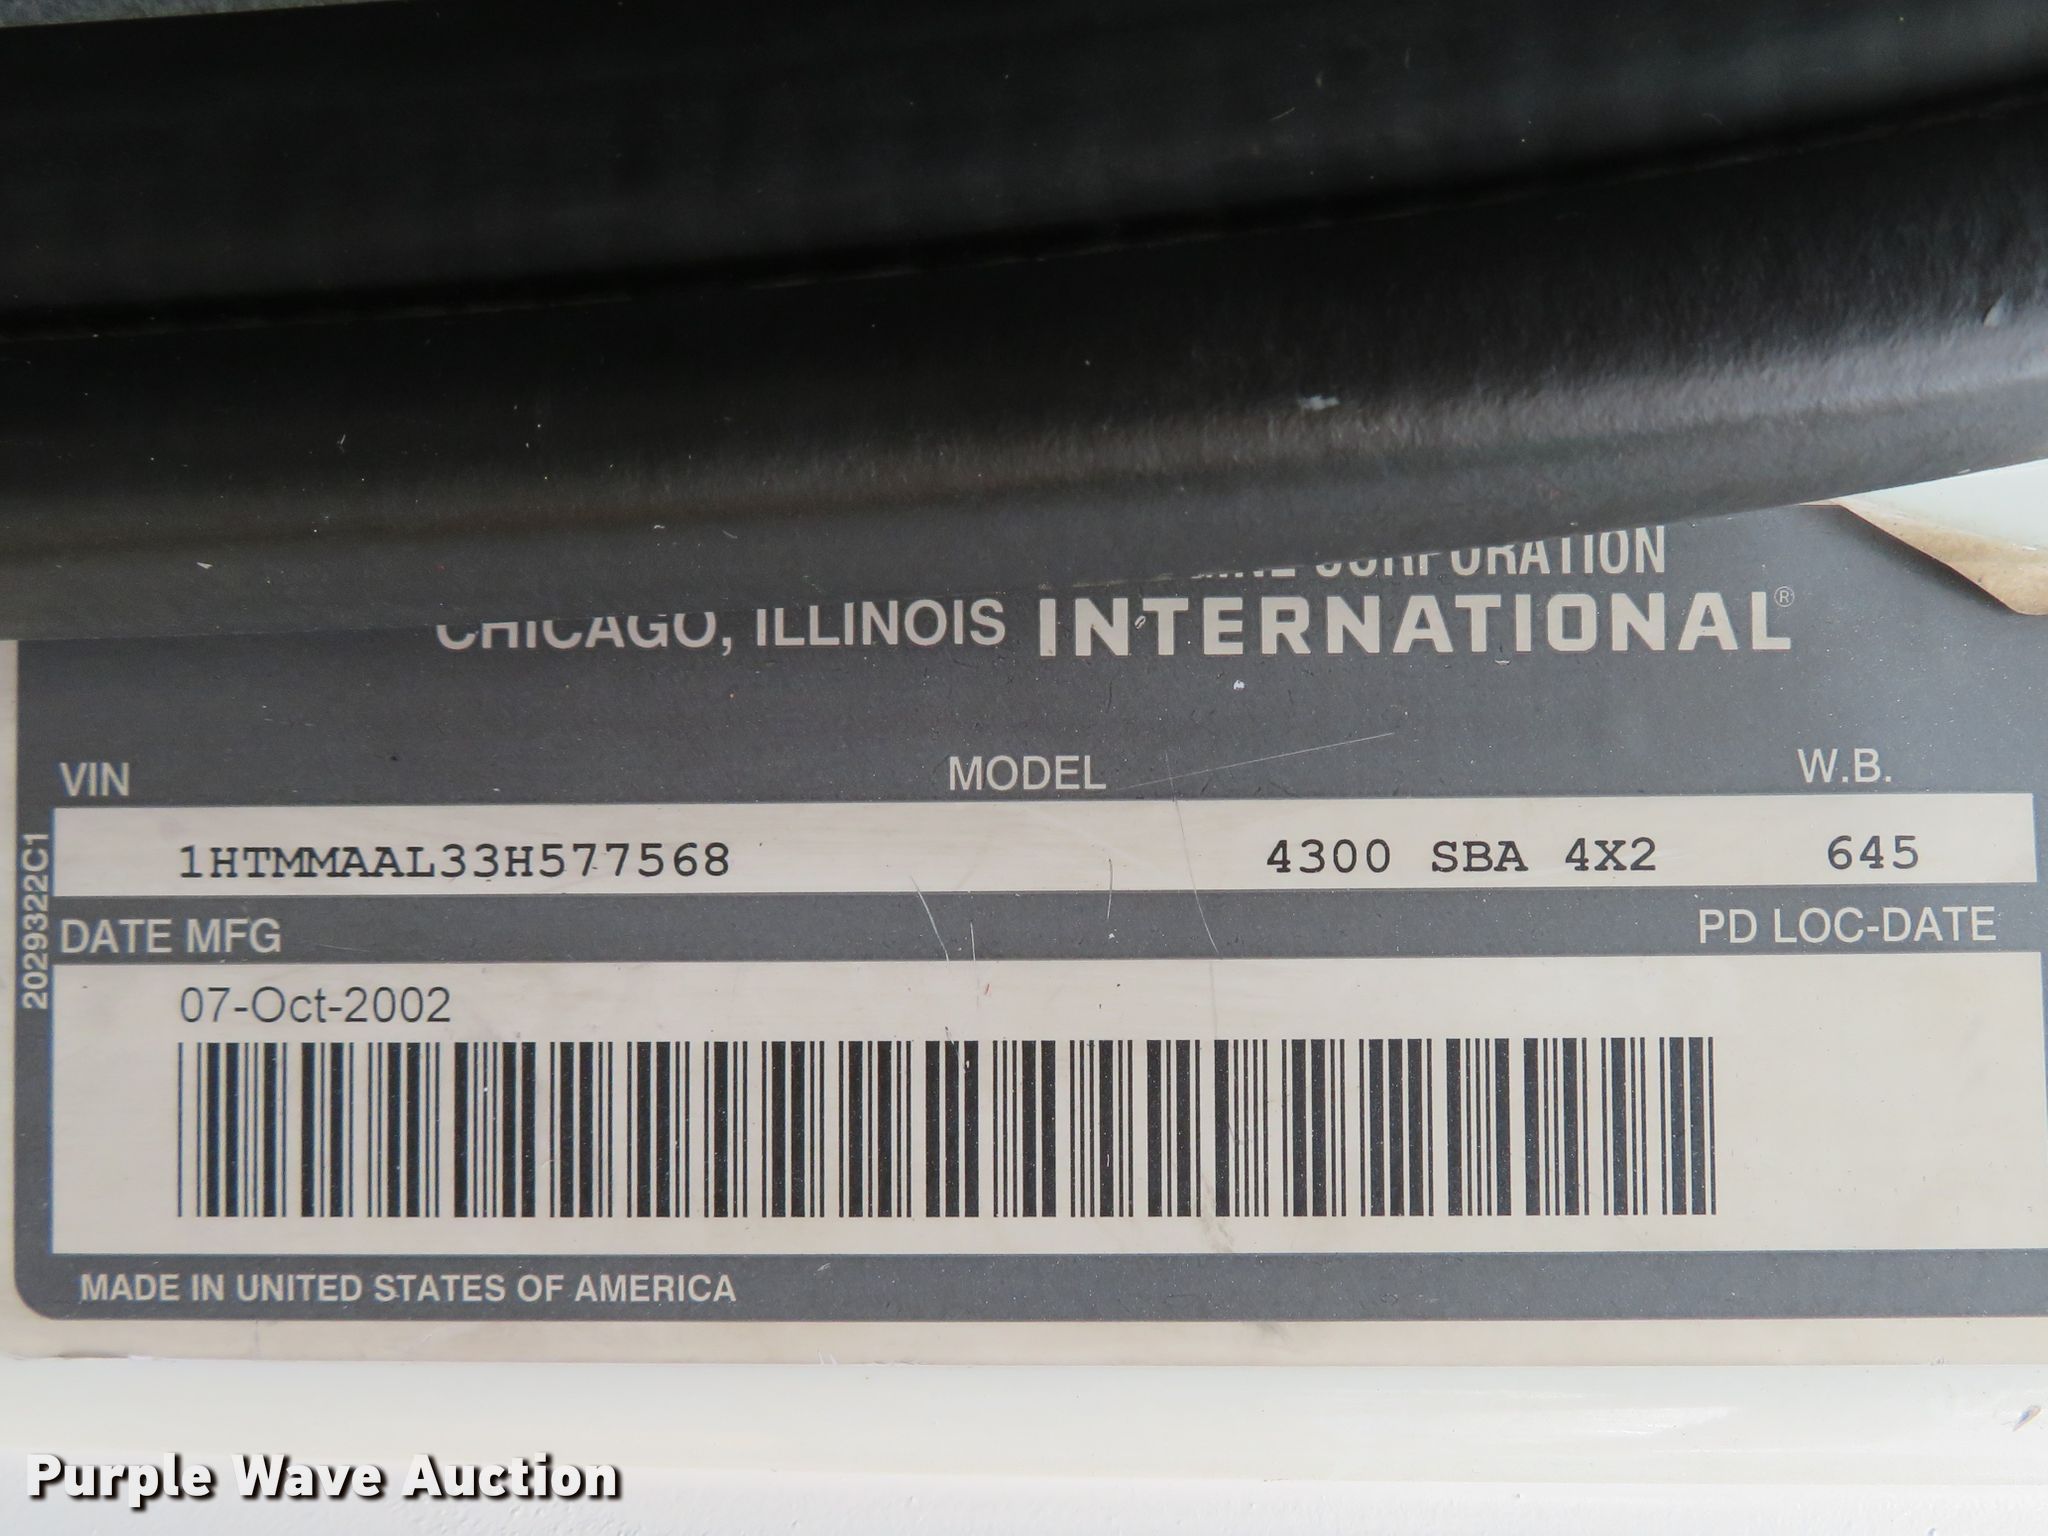 CORPORATION
CHICAGO, ILLINOIS INTERNATIONAL®
VIN MODEL W.B.
1HTMMAAL33H577568 4300 SBA 4X2 645
DATE MFG PD LOC-DATE
07-Oct-2002
2029322C1
MADE IN UNITED STATES OF AMERICA
Purple Wave Auction